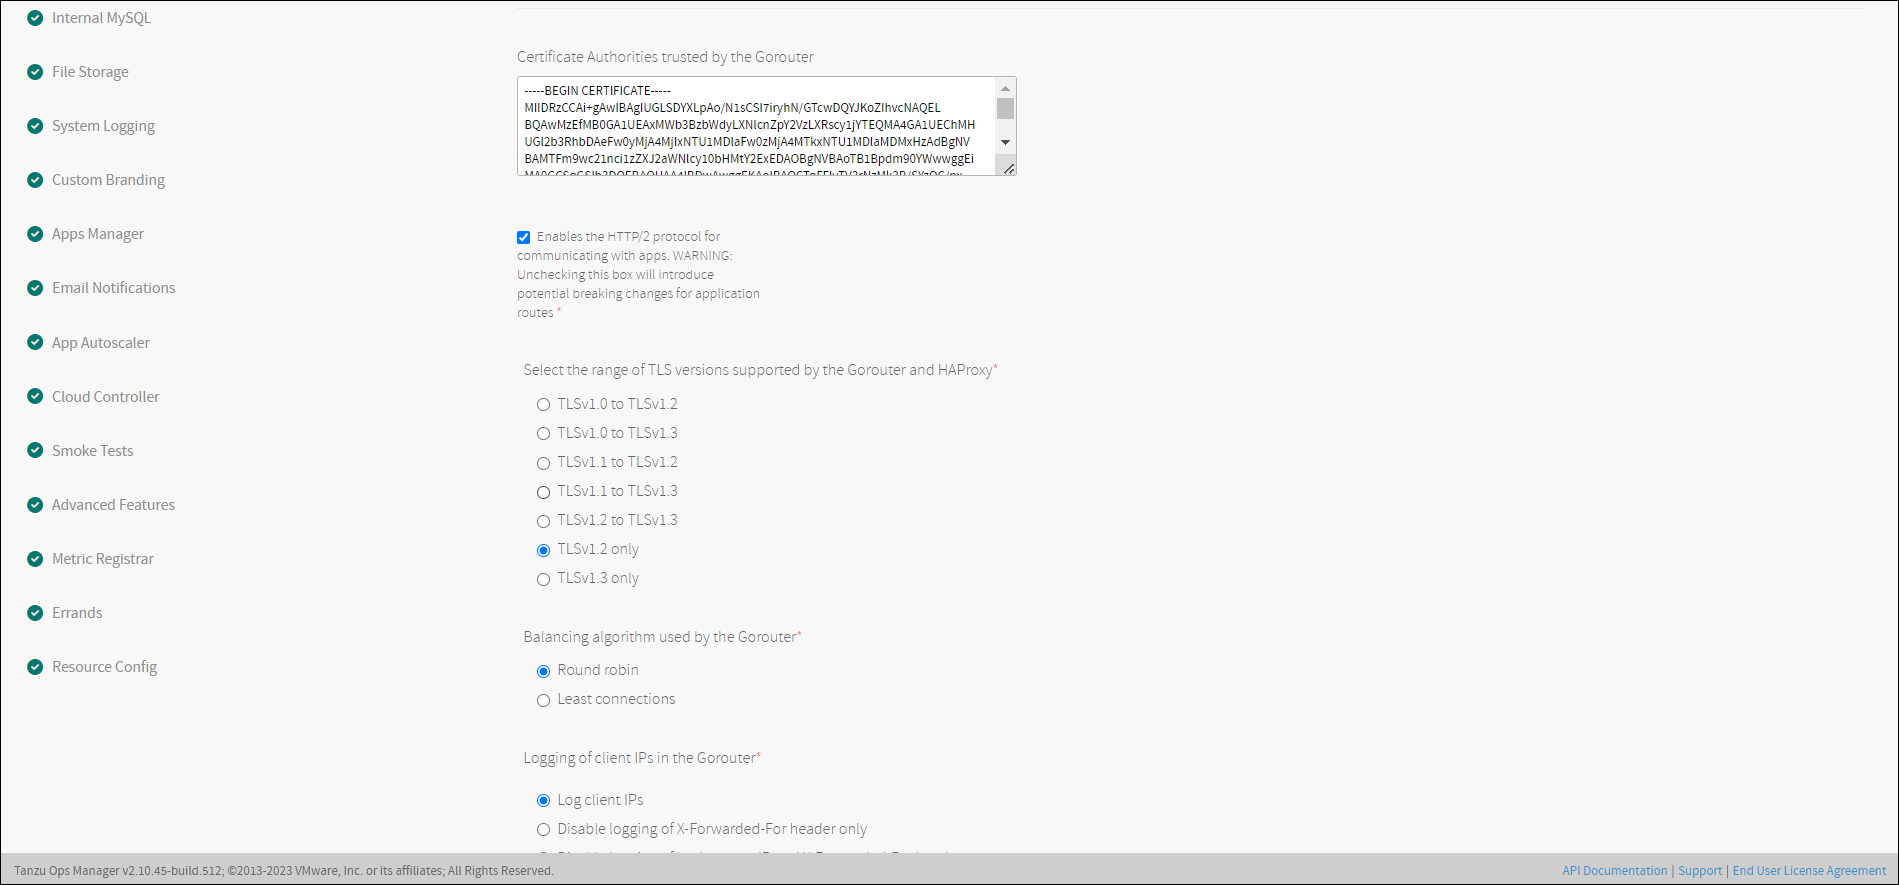 Internal MySQL
File Storage
System Logging
Custom Branding
Apps Manager
Email Notifications
App Autoscaler
Cloud Controller
Smoke Tests
Advanced Features
Metric Registrar
Errands
Resource Config
Certificate Authorities trusted by the Gorouter
-----BEGIN CERTIFICATE-----
MIIDRzCCAi+gAwIBAgIUGLSDYXLpAo/N1sCSI7iryhN/GTcwDQYJKoZIhvcNAQEL
BQAwMzEfMB0GA1UEAxMWb3BzbWdyLXNlcnZpY2VzLXRscy1jYTEQMA4GA1UEChMH
UGl2b3RhbDAeFw0yMjA4MjIxNTU1MDlaFw0zMjA4MTkxNTU1MDlaMDMxHzAdBgNV
BAMTFm9wc21nci1zZXJ2aWNlcy10bHMtY2ExEDAOBgNVBAoTB1Bpdm90YWwwggEi
Enables the HTTP/2 protocol for
communicating with apps. WARNING:
Unchecking this box will introduce
potential breaking changes for application
routes *
Select the range of TLS versions supported by the Gorouter and HAProxy*
TLSv1.0 to TLSv1.2
TLSv1.0 to TLSv1.3
TLSv1.1 to TLSv1.2
TLSv1.1 to TLSv1.3
TLSv1.2 to TLSv1.3
TLSv1.2 only
TLSv1.3 only
Balancing algorithm used by the Gorouter*
Round robin
Least connections
Logging of client IPs in the Gorouter*
Log client IPs
Disable logging of X-Forwarded-For header only
Tanzu Ops Manager v2.10.45-build.512; ©2013-2023 VMware, Inc. or its affiliates; All Rights Reserved.
API Documentation | Support | End User License Agreement